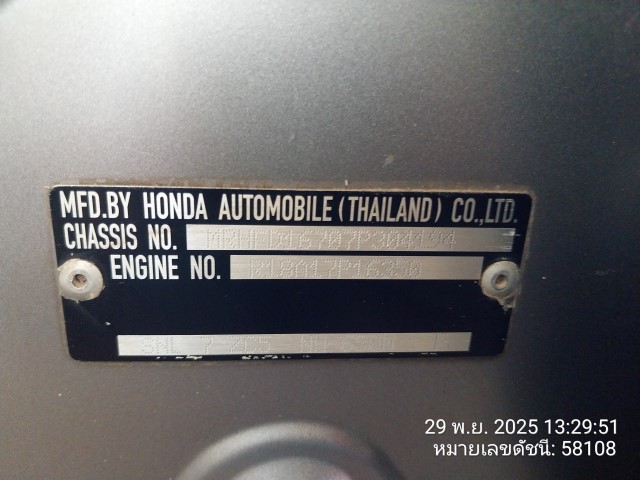 MFD.BY HONDA AUTOMOBILE (THAILAND) CO.,LTD.
CHASSIS NO.
ENGINE NO. R18A17P16330
29 พ.ย. 2025 13:29:51
หมายเลขดัชนี: 58108